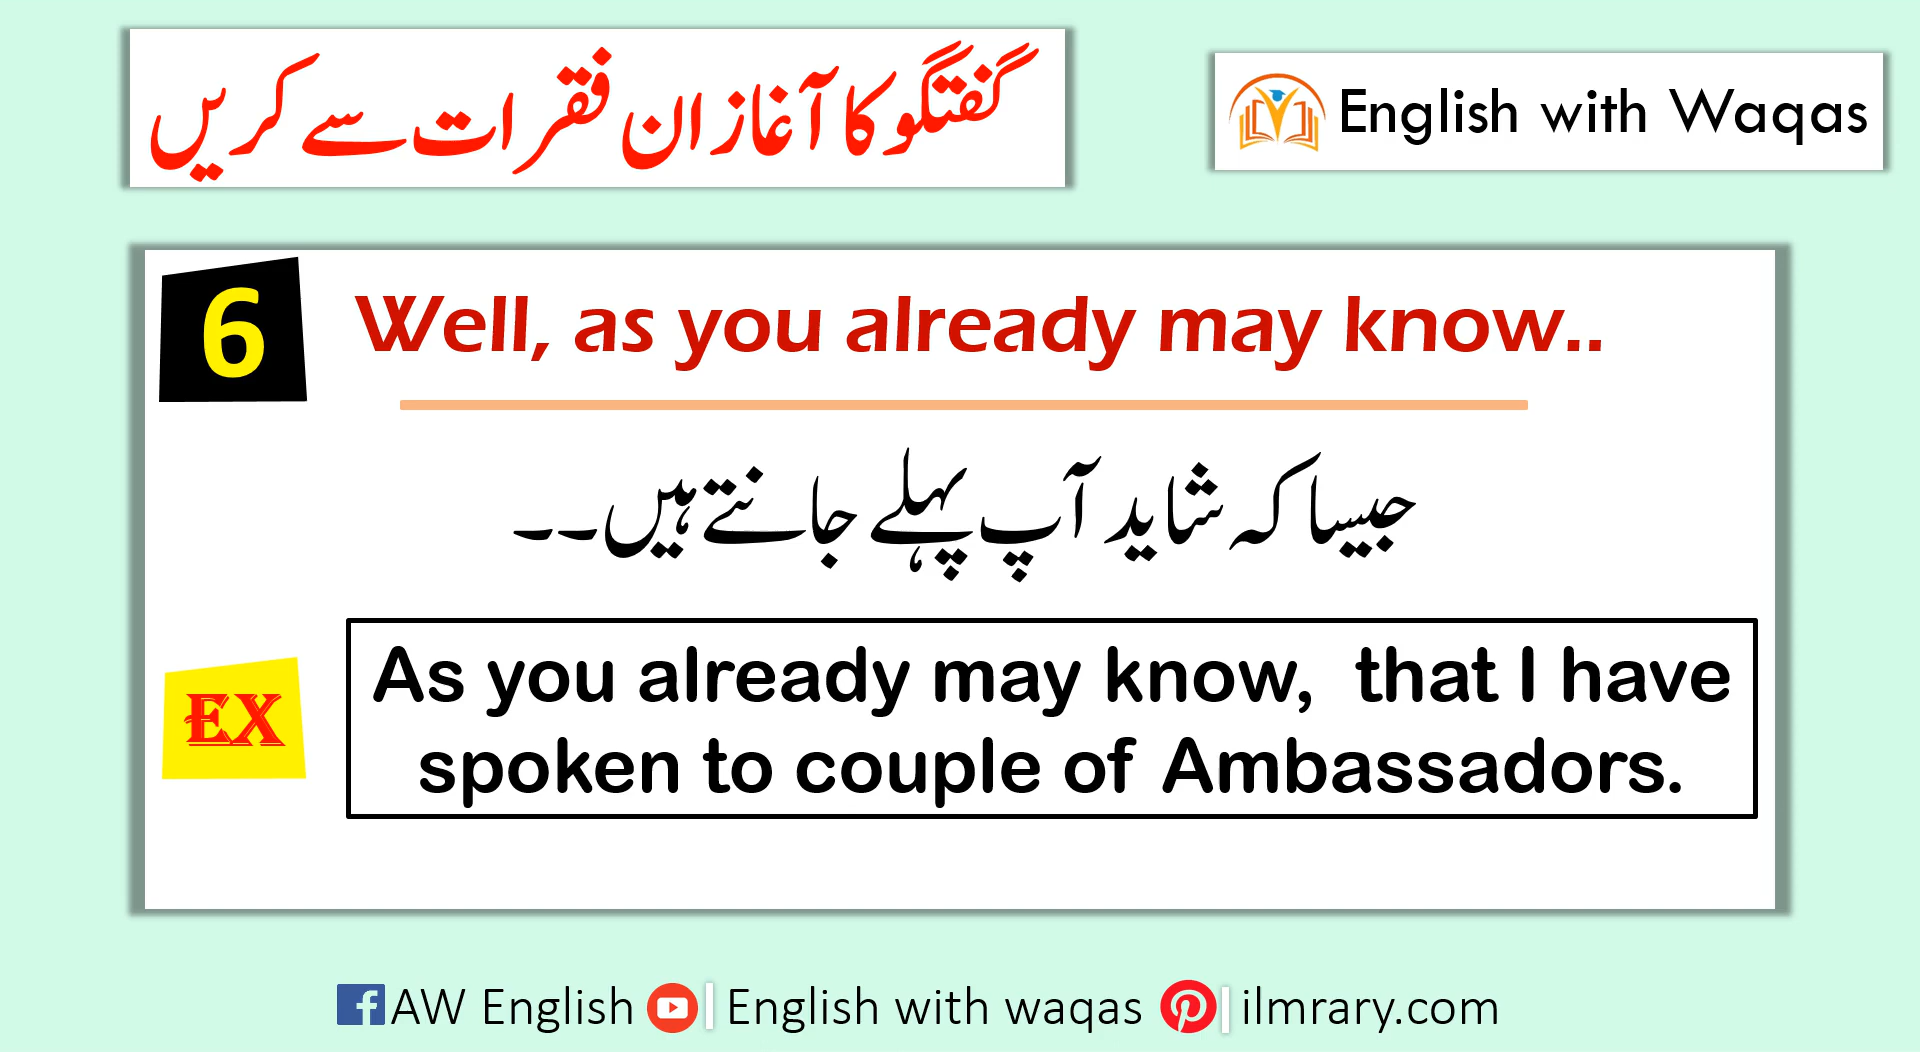 گفتگو کا آغاز ان فقرات سے کریں
English with Waqas
6
Well, as you already may know..
جیسا کہ شاید آپ پہلے جانتے ہیں۔۔
EX
As you already may know, that I have
spoken to couple of Ambassadors.
AW English English with waqas ilmrary.com